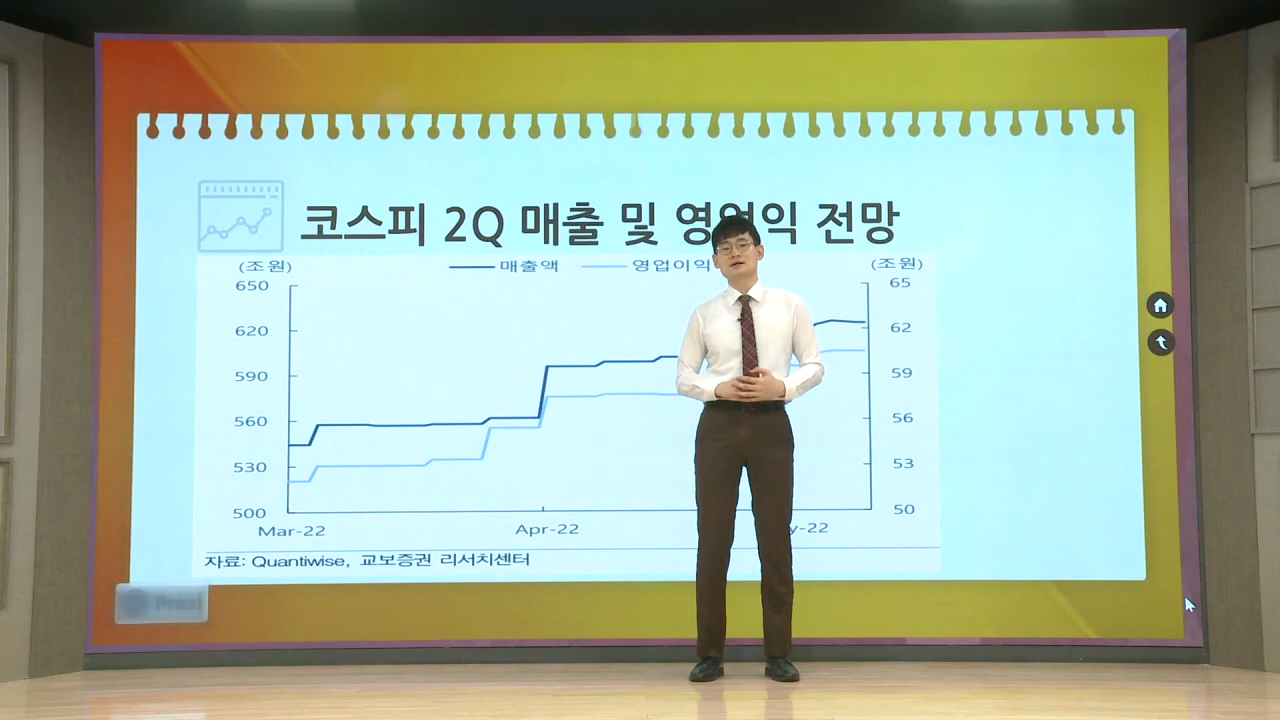 코스피 2Q 매출 및 영업익 전망
(조원) 매출액 영업이익 (조원)
650 65
620 62
590 59
560 56
530 53
500 50
Mar-22 Apr-22 y-22
자료: Quantiwise, 교보증권 리서치센터
Prezi